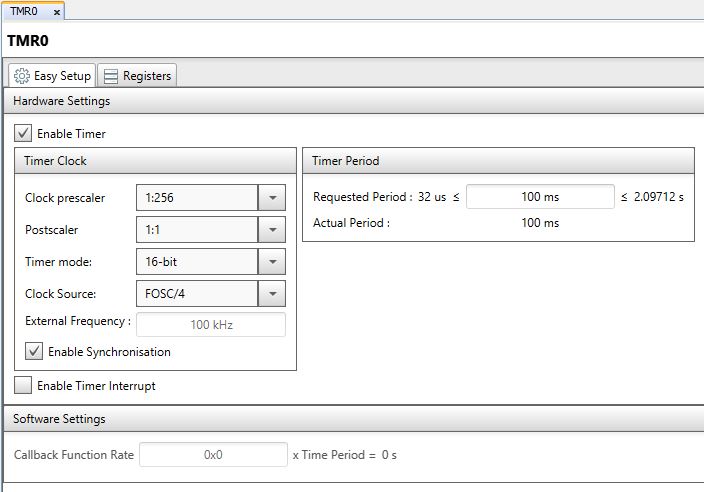 TMR0 ×
TMR0
Easy Setup Registers
Hardware Settings
Enable Timer
Timer Clock
Clock prescaler 1:256
Postscaler 1:1
Timer mode: 16-bit
Clock Source: FOSC/4
External Frequency : 100 kHz
Enable Synchronisation
Timer Period
Requested Period : 32 us ≤ 100 ms ≤ 2.09712 s
Actual Period : 100 ms
Enable Timer Interrupt
Software Settings
Callback Function Rate 0x0 x Time Period = 0 s